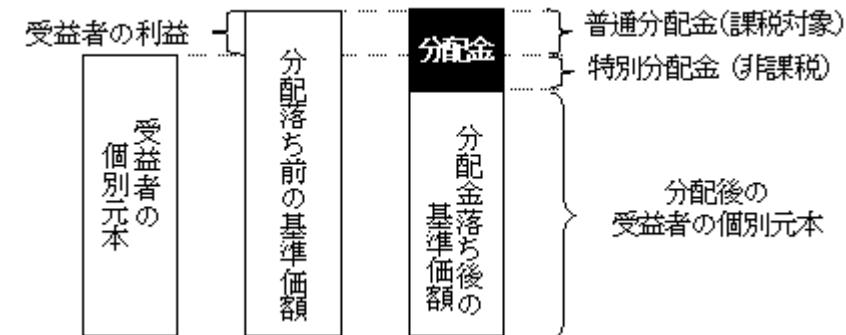 受益者の利益
受益者の
個別元本
分配落ち前の基準価額
分配金
分配金落ち後の
基準価額
普通分配金(課税対象)
特別分配金 (非課税)
分配後の
受益者の個別元本